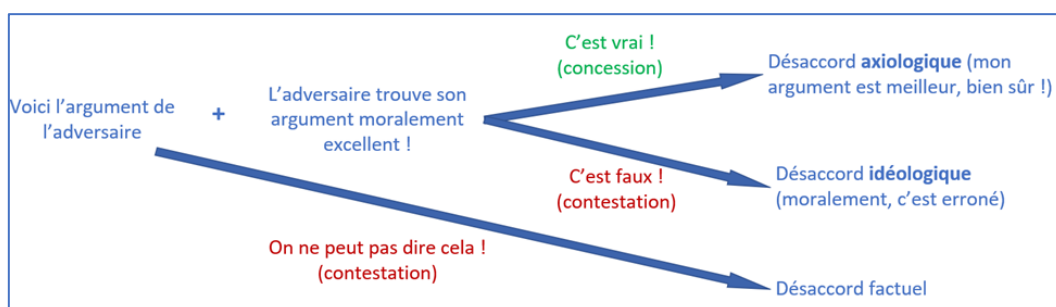 Voici l’argument de
l’adversaire
+
L’adversaire trouve son
argument moralement
excellent !
C’est vrai !
(concession)
Désaccord axiologique (mon
argument est meilleur, bien sûr !)
C’est faux !
(contestation)
Désaccord idéologique
(moralement, c’est erroné)
On ne peut pas dire cela !
(contestation)
Désaccord factuel